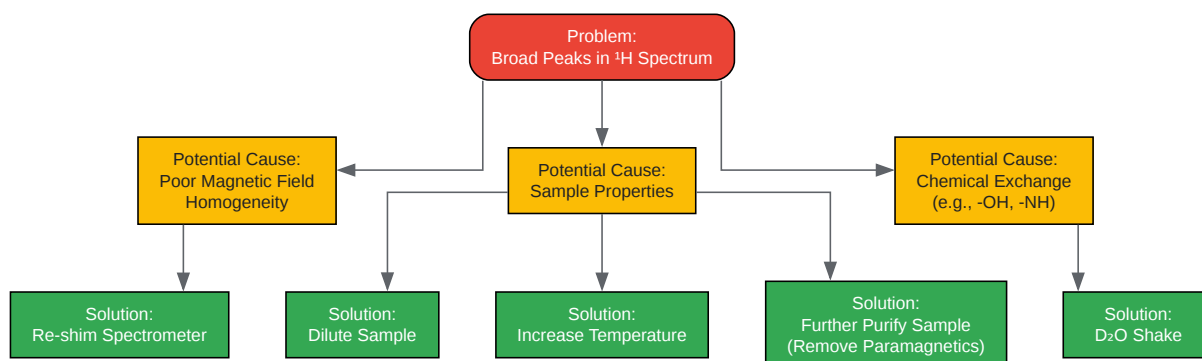 Problem:
Broad Peaks in ¹H Spectrum
Potential Cause:
Poor Magnetic Field
Homogeneity
Potential Cause:
Sample Properties
Potential Cause:
Chemical Exchange
(e.g., -OH, -NH)
Solution:
Re-shim Spectrometer
Solution:
Dilute Sample
Solution:
Increase Temperature
Solution:
Further Purify Sample
(Remove Paramagnetics)
Solution:
D₂O Shake